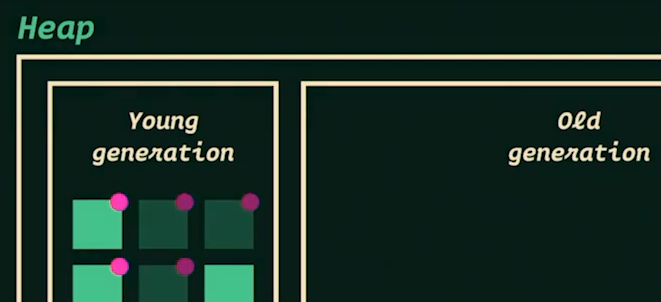 Heap
Young
generation
Old
generation